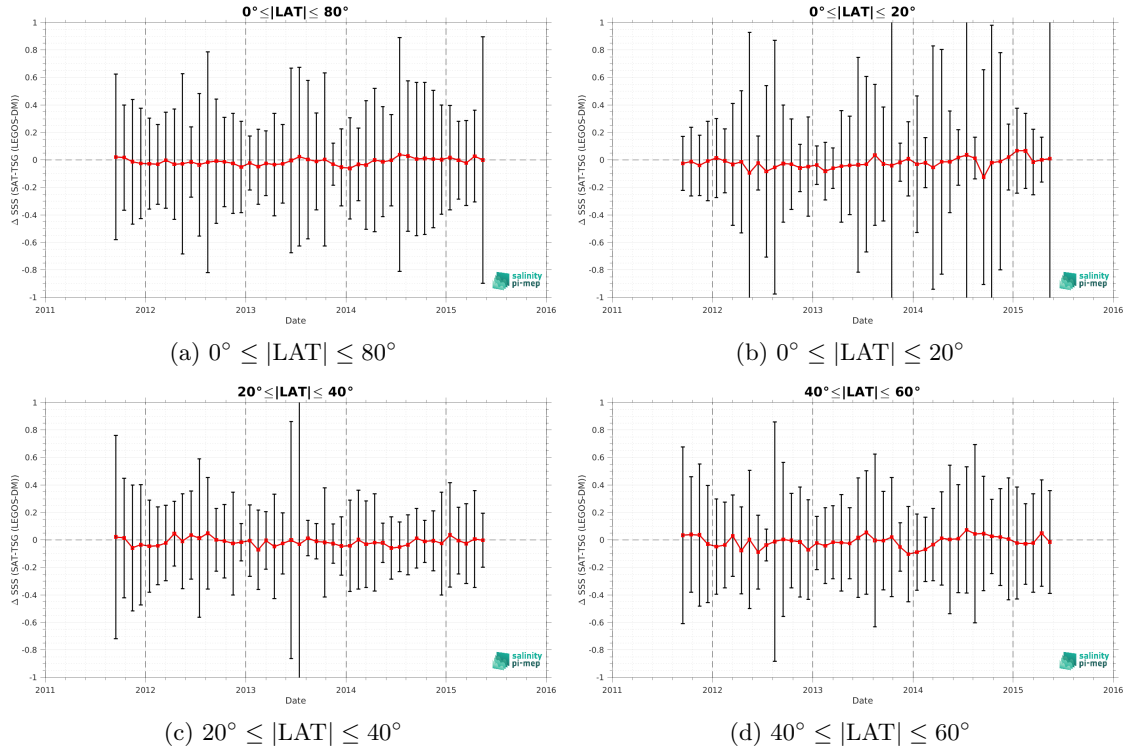 0°≤|LAT|≤ 80°
1
0.8
0.6
0.4
0.2
0
-0.2
-0.4
-0.6
-0.8
-1
Δ SSS (SAT-TSG (LEGOS-DM))
2011
2012
2013
2014
2015
2016
Date
salinity
pi-mep
(a) 0° ≤ |LAT| ≤ 80°
0°≤|LAT|≤ 20°
1
0.8
0.6
0.4
0.2
0
-0.2
-0.4
-0.6
-0.8
-1
Δ SSS (SAT-TSG (LEGOS-DM))
2011
2012
2013
2014
2015
2016
Date
salinity
pi-mep
(b) 0° ≤ |LAT| ≤ 20°
20°≤|LAT|≤ 40°
1
0.8
0.6
0.4
0.2
0
-0.2
-0.4
-0.6
-0.8
-1
Δ SSS (SAT-TSG (LEGOS-DM))
2011
2012
2013
2014
2015
2016
Date
salinity
pi-mep
(c) 20° ≤ |LAT| ≤ 40°
40°≤|LAT|≤ 60°
1
0.8
0.6
0.4
0.2
0
-0.2
-0.4
-0.6
-0.8
-1
Δ SSS (SAT-TSG (LEGOS-DM))
2011
2012
2013
2014
2015
2016
Date
salinity
pi-mep
(d) 40° ≤ |LAT| ≤ 60°